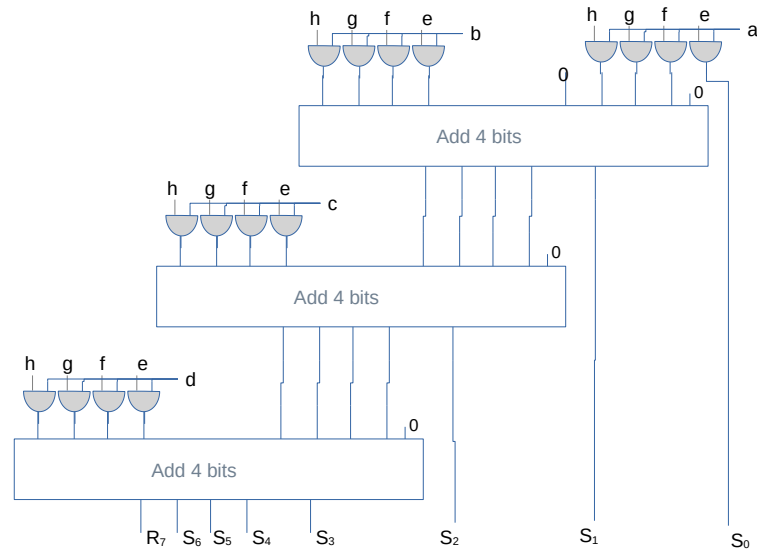 h g f e b
h g f e a
0 0
Add 4 bits
h g f e c
0
Add 4 bits
h g f e d
0
Add 4 bits
R₇ S₆ S₅ S₄ S₃ S₂ S₁ S₀